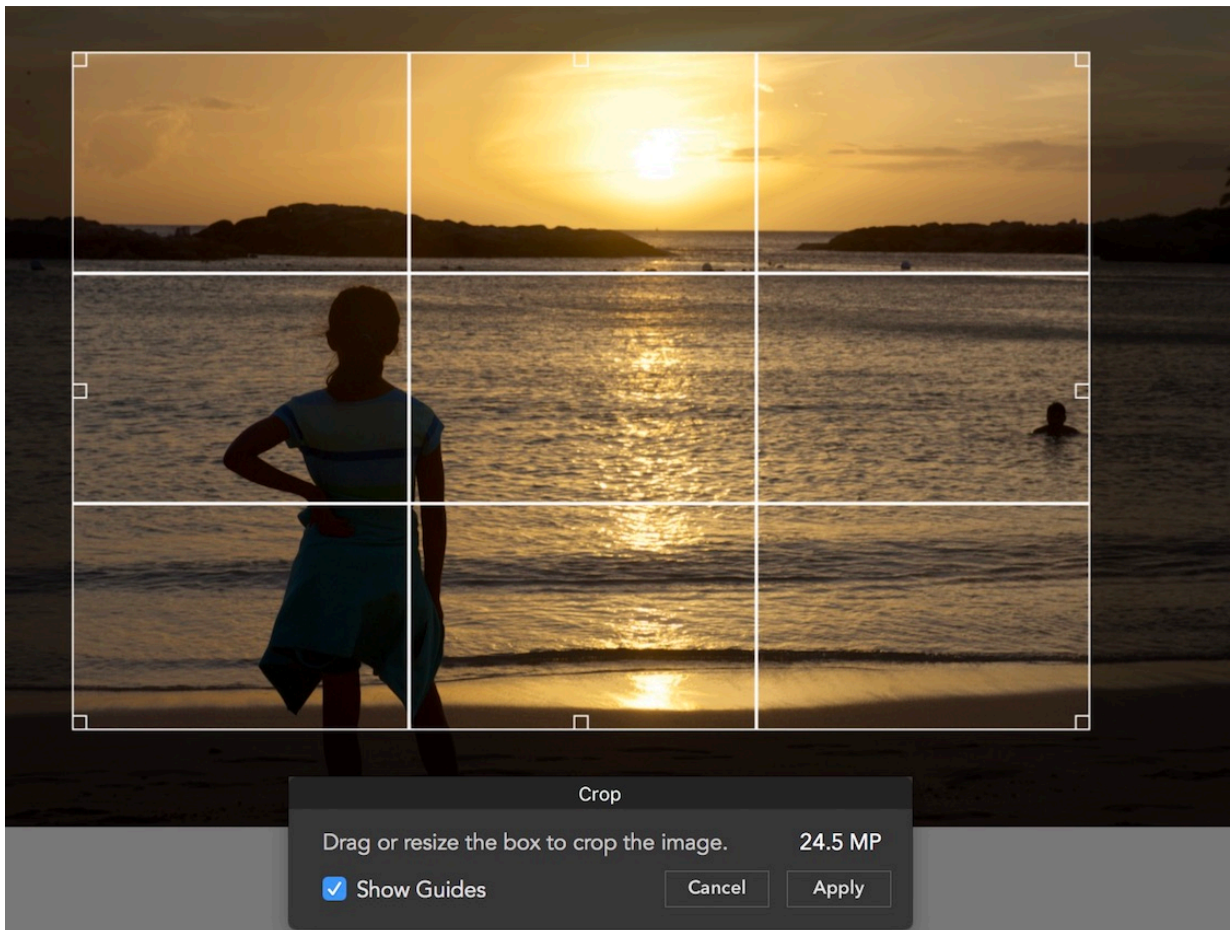 Crop
Drag or resize the box to crop the image. 24.5 MP
Show Guides Cancel Apply